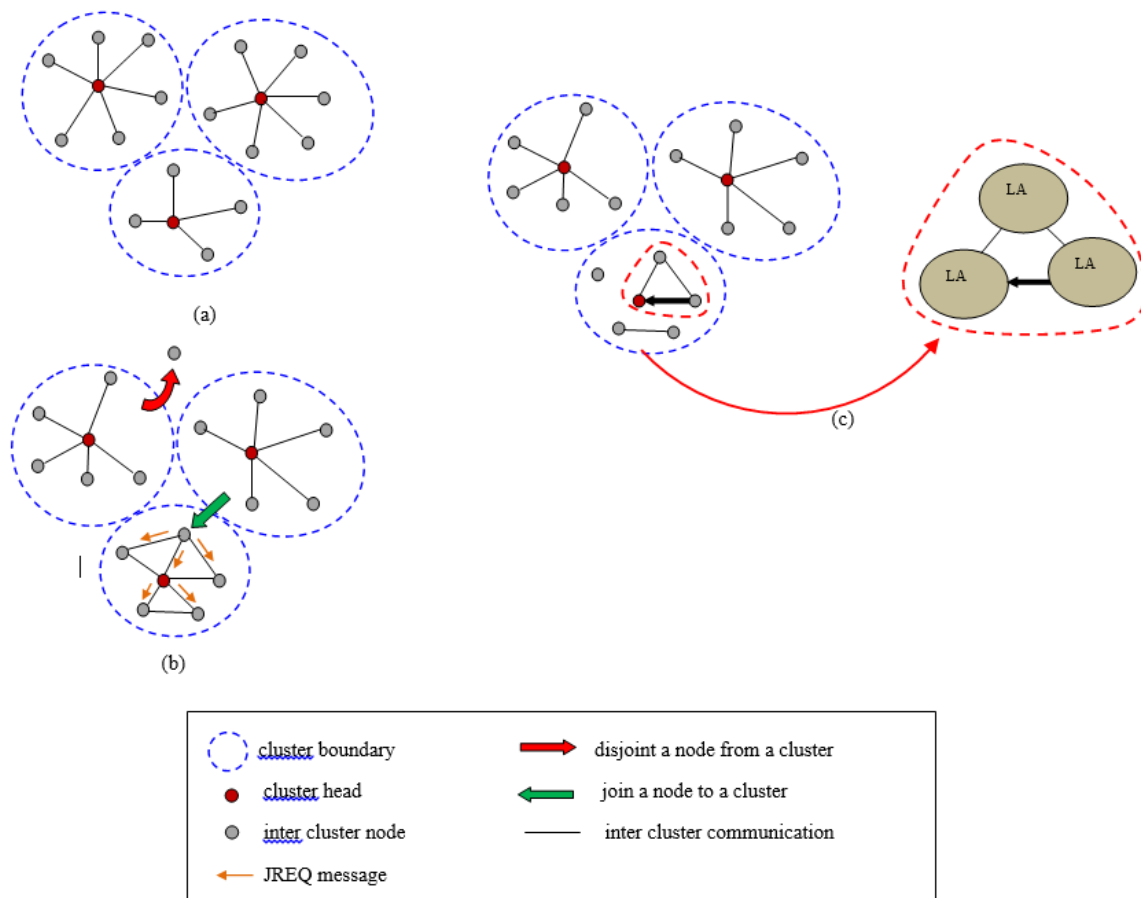 (a)
LA
LA
LA
(c)
(b)
cluster boundary
disjoint a node from a cluster
cluster head
join a node to a cluster
inter cluster node
inter cluster communication
JREQ message